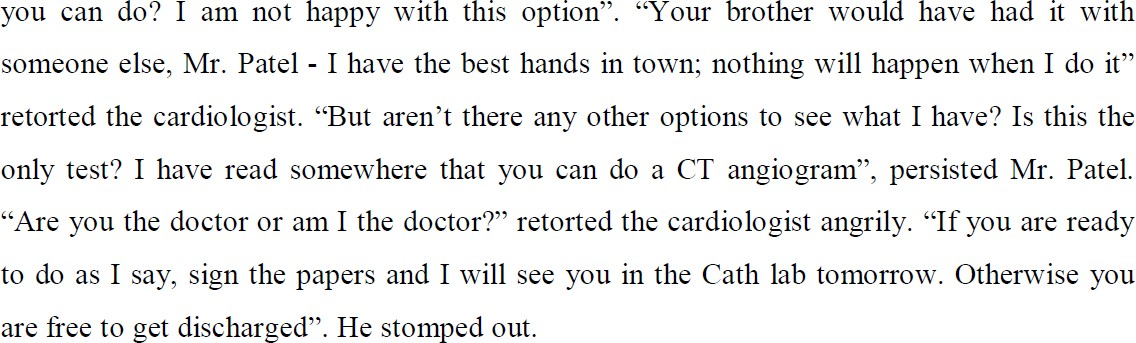 you can do? I am not happy with this option”. “Your brother would have had it with
someone else, Mr. Patel - I have the best hands in town; nothing will happen when I do it”
retorted the cardiologist. “But aren’t there any other options to see what I have? Is this the
only test? I have read somewhere that you can do a CT angiogram”, persisted Mr. Patel.
“Are you the doctor or am I the doctor?” retorted the cardiologist angrily. “If you are ready
to do as I say, sign the papers and I will see you in the Cath lab tomorrow. Otherwise you
are free to get discharged”. He stomped out.